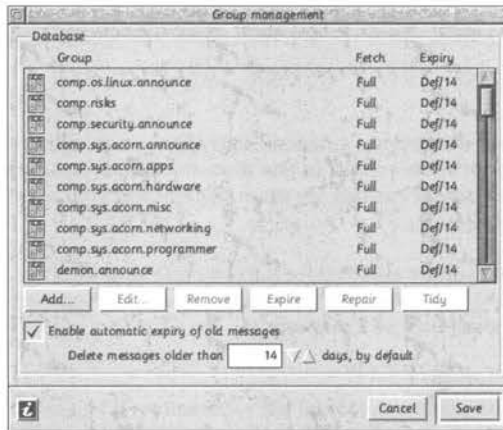 Group management
Database
Group Fetch Expiry
comp.os.linux.announce Full Def/14
comp.risks Full Def/14
comp.security.announce Full Def/14
comp.sys.acorn.announce Full Def/14
comp.sys.acorn.apps Full Def/14
comp.sys.acorn.hardware Full Def/14
comp.sys.acorn.misc Full Def/14
comp.sys.acorn.networking Full Def/14
comp.sys.acorn.programmer Full Def/14
demon.announce Full Def/14
Add... Edit... Remove Expire Repair Tidy
Enable automatic expiry of old messages
Delete messages older than 14 days, by default
i Cancel Save